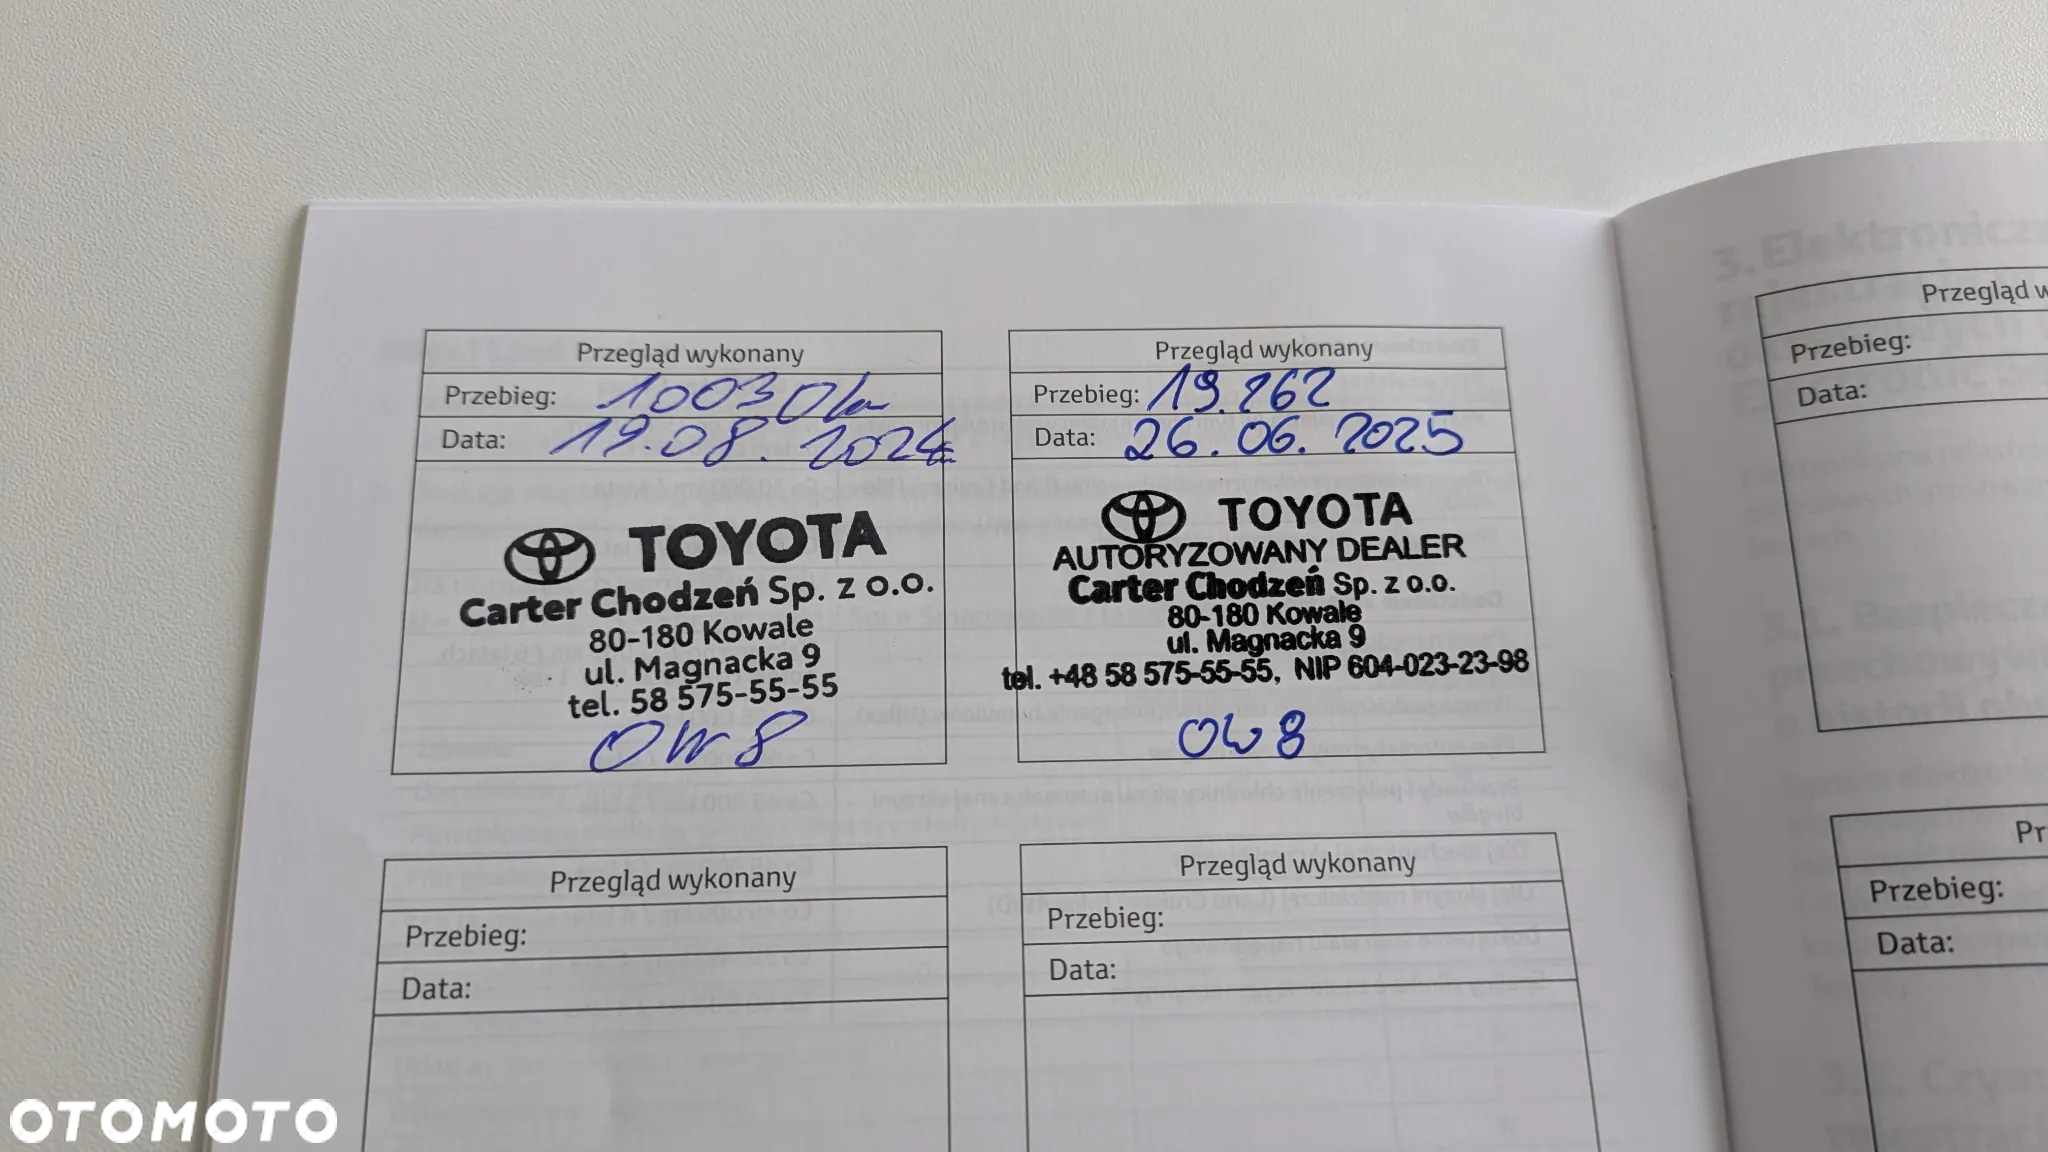 Przegląd wykonany
Przebieg: 10030 km
Data: 19.08.2024
TOYOTA
Carter Chodzeń Sp. z o.o.
80-180 Kowale
ul. Magnacka 9
tel. 58 575-55-55
OW8
Przegląd wykonany
Przebieg: 19.262
Data: 26.06.2025
TOYOTA
AUTORYZOWANY DEALER
Carter Chodzeń Sp. z o.o.
80-180 Kowale
ul. Magnacka 9
tel. +48 58 575-55-55, NIP 604-023-23-98
OW 8
Przegląd wykonany
Przebieg:
Data:
Przegląd wykonany
Przebieg:
Data:
Przegląd w
Przebieg:
Data:
Pr
Przebieg:
Data:
OTOMOTO